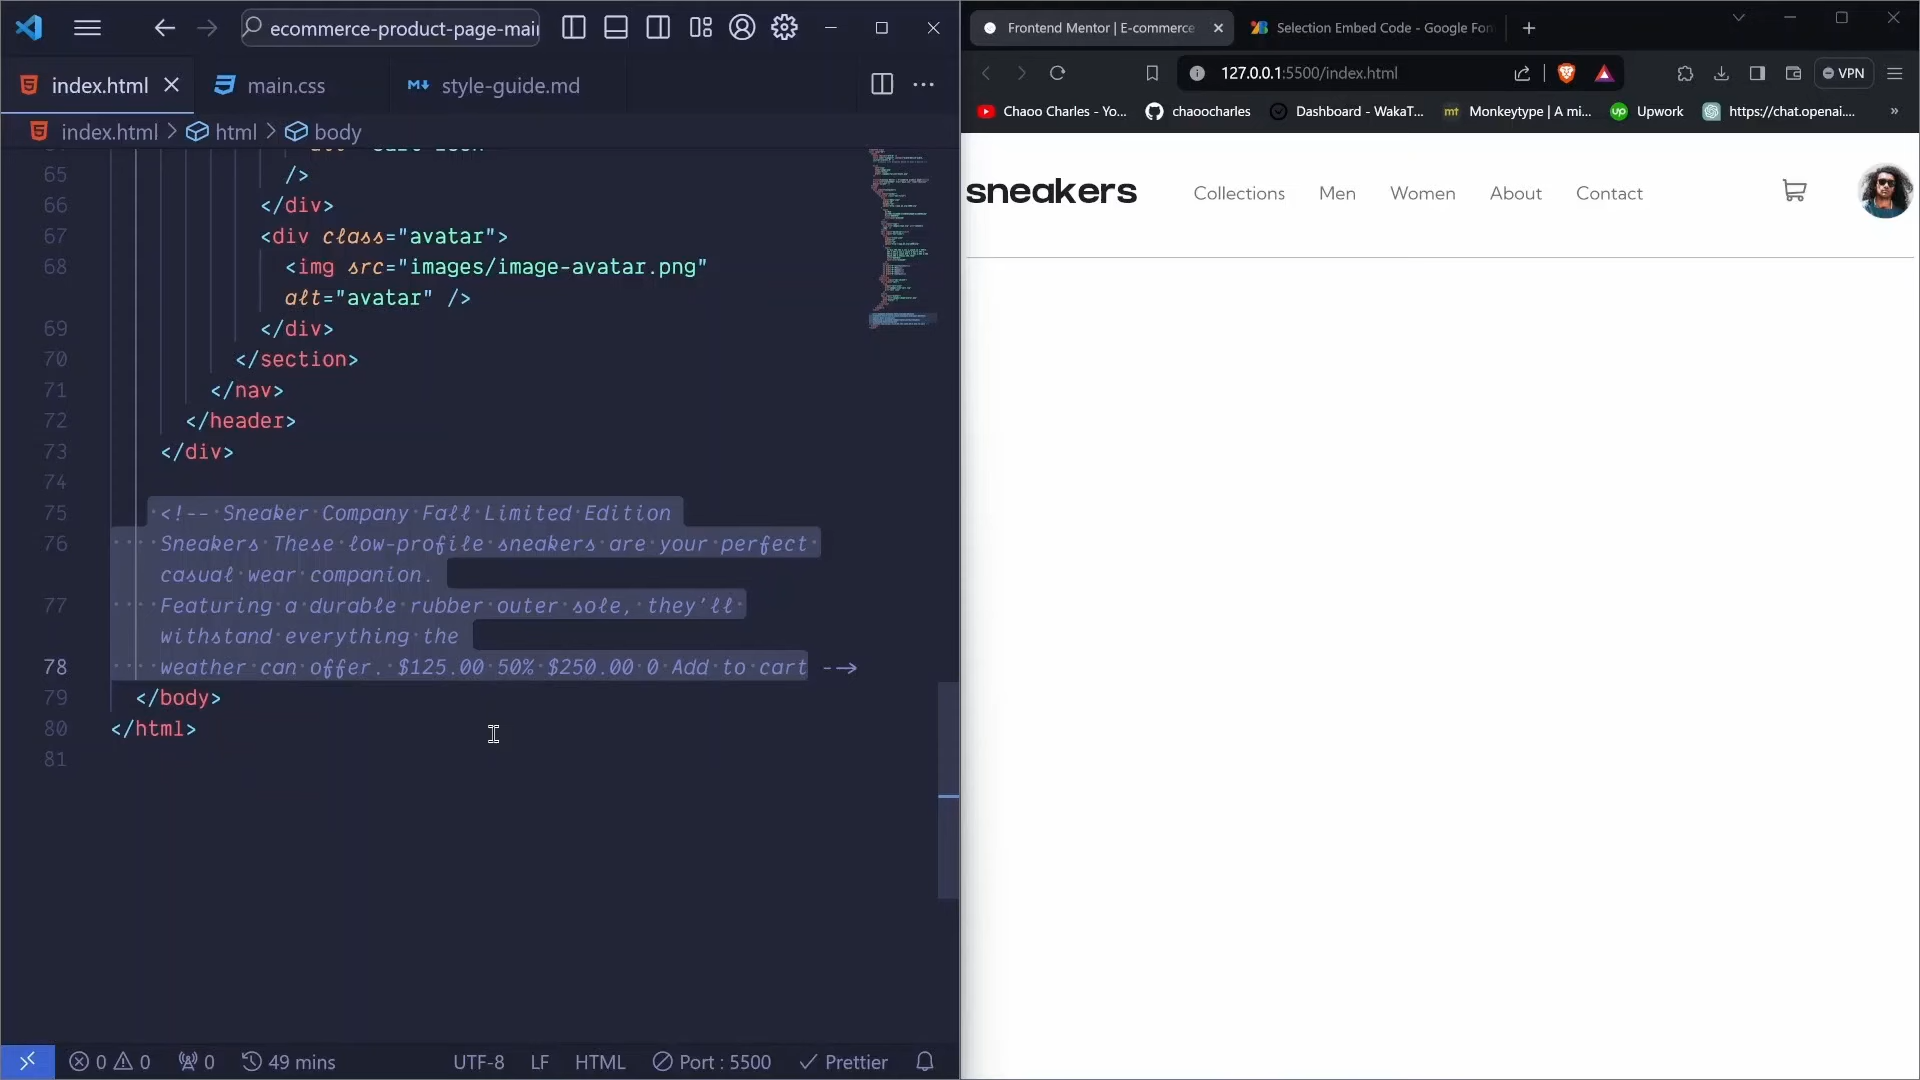 ecommerce-product-page-mai
index.html
main.css
style-guide.md
index.html > html > body
65 />
66 </div>
67 <div class="avatar">
68 <img src="images/image-avatar.png"
alt="avatar" />
69 </div>
70 </section>
71 </nav>
72 </header>
73 </div>
74
75 <!-- Sneaker Company Fall Limited Edition
76 Sneakers These low-profile sneakers are your perfect
casual wear companion.
77 Featuring a durable rubber outer sole, they'll
withstand everything the
78 weather can offer. $125.00 50% $250.00 0 Add to cart -->
79 </body>
80 </html>
81
0 0 0 49 mins UTF-8 LF HTML Port : 5500 Prettier
Frontend Mentor | E-commerce
Selection Embed Code - Google Fon
127.0.0.1:5500/index.html
VPN
Chaoo Charles - Yo...
chaoocharles
Dashboard - WakaT...
mt Monkeytype | A mi...
up Upwork
https://chat.openai....
»
sneakers
Collections
Men
Women
About
Contact